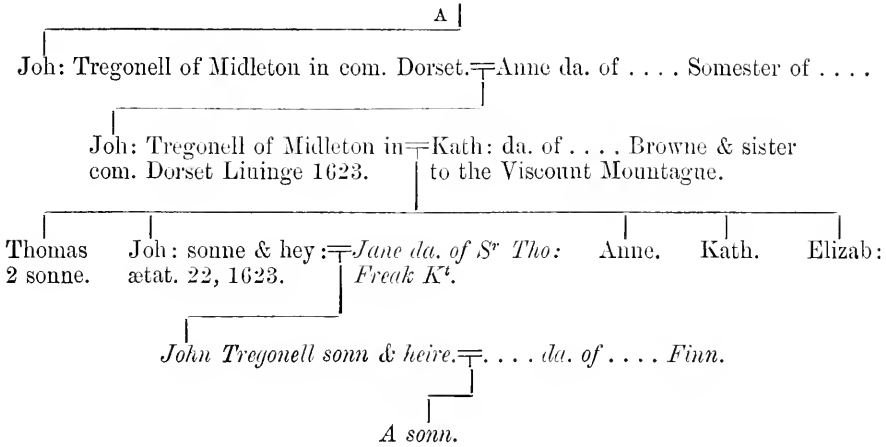 A
Joh: Tregonell of Midleton in com. Dorset. Anne da. of . . . . Somester of . . . .
Joh: Tregonell of Midleton in Kath: da. of . . . . Browne & sister
com. Dorset Liuinge 1623. to the Viscount Mountague.
Thomas Joh: sonne & hey: Jane da. of Sr Tho: Anne. Kath. Elizab:
2 sonne. ætat. 22, 1623. Freak Kt.
John Tregonell sonn & heire. . . . . da. of . . . . Finn.
A sonn.